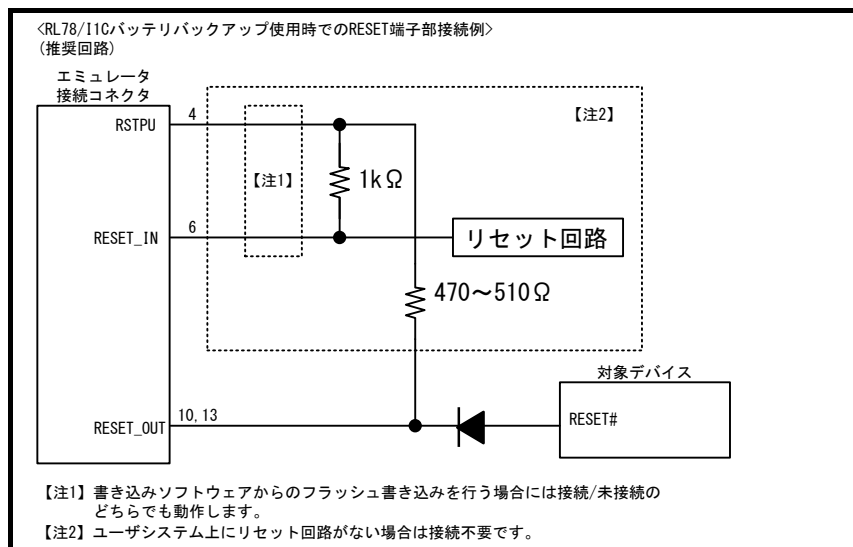 <RL78/I1Cバッテリバックアップ使用時でのRESET端子部接続例>
(推奨回路)
エミュレータ
接続コネクタ
RSTPU
4
【注2】
【注1】
1kΩ
RESET_IN
6
リセット回路
470～510Ω
対象デバイス
RESET_OUT
10,13
RESET#
【注1】書き込みソフトウェアからのフラッシュ書き込みを行う場合には接続/未接続の
どちらでも動作します。
【注2】ユーザシステム上にリセット回路がない場合は接続不要です。